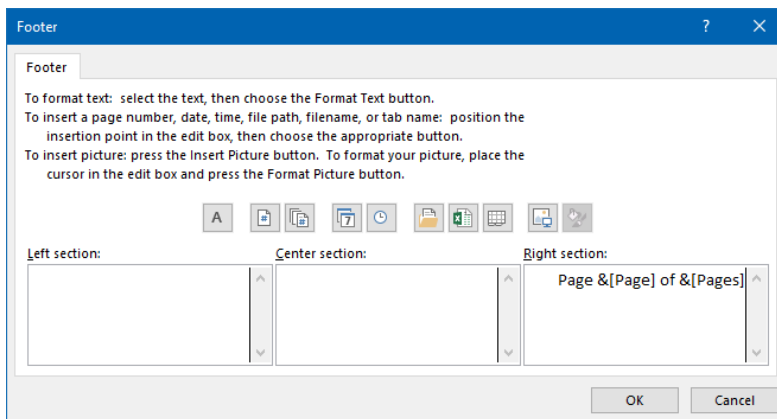 Footer
?
Footer
To format text: select the text, then choose the Format Text button.
To insert a page number, date, time, file path, filename, or tab name: position the
insertion point in the edit box, then choose the appropriate button.
To insert picture: press the Insert Picture button. To format your picture, place the
cursor in the edit box and press the Format Picture button.
A # # 7
Left section: Center section: Right section:
Page &[Page] of &[Pages]
OK Cancel